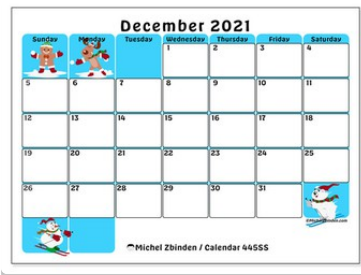 December 2021
Sunday Monday Tuesday Wednesday Thursday Friday Saturday
1 2 3 4
5 6 7 8 9 10 11
12 13 14 15 16 17 18
19 20 21 22 23 24 25
26 27 28 29 30 31
Michel Zbinden / Calendar 445SS